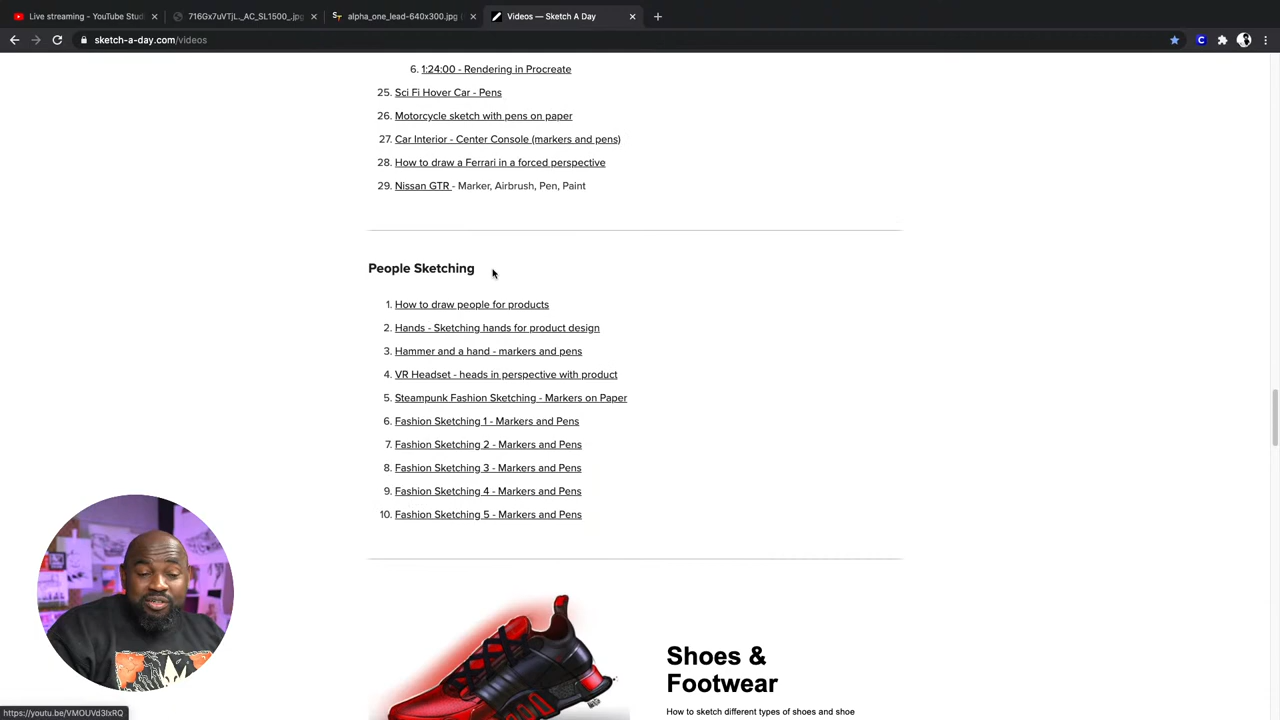 Live streaming - YouTube Stud
716Gx7uVTjL._AC_SL1500_.jpg
alpha_one_lead-640x300.jpg
Videos — Sketch A Day
sketch-a-day.com/videos
6. 1:24:00 - Rendering in Procreate
25. Sci Fi Hover Car - Pens
26. Motorcycle sketch with pens on paper
27. Car Interior - Center Console (markers and pens)
28. How to draw a Ferrari in a forced perspective
29. Nissan GTR - Marker, Airbrush, Pen, Paint
People Sketching
1. How to draw people for products
2. Hands - Sketching hands for product design
3. Hammer and a hand - markers and pens
4. VR Headset - heads in perspective with product
5. Steampunk Fashion Sketching - Markers on Paper
6. Fashion Sketching 1 - Markers and Pens
7. Fashion Sketching 2 - Markers and Pens
8. Fashion Sketching 3 - Markers and Pens
9. Fashion Sketching 4 - Markers and Pens
10. Fashion Sketching 5 - Markers and Pens
Shoes &
Footwear
How to sketch different types of shoes and shoe
https://youtu.be/VMOUVd3IxRQ